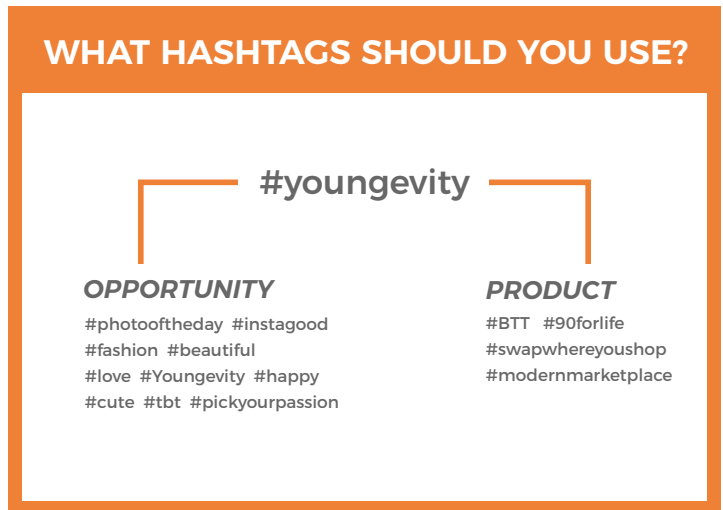 WHAT HASHTAGS SHOULD YOU USE?
#youngevity
OPPORTUNITY
#photooftheday #instagood
#fashion #beautiful
#love #Youngevity #happy
#cute #tbt #pickyourpassion
PRODUCT
#BTT #90forlife
#swapwhereyoushop
#modernmarketplace